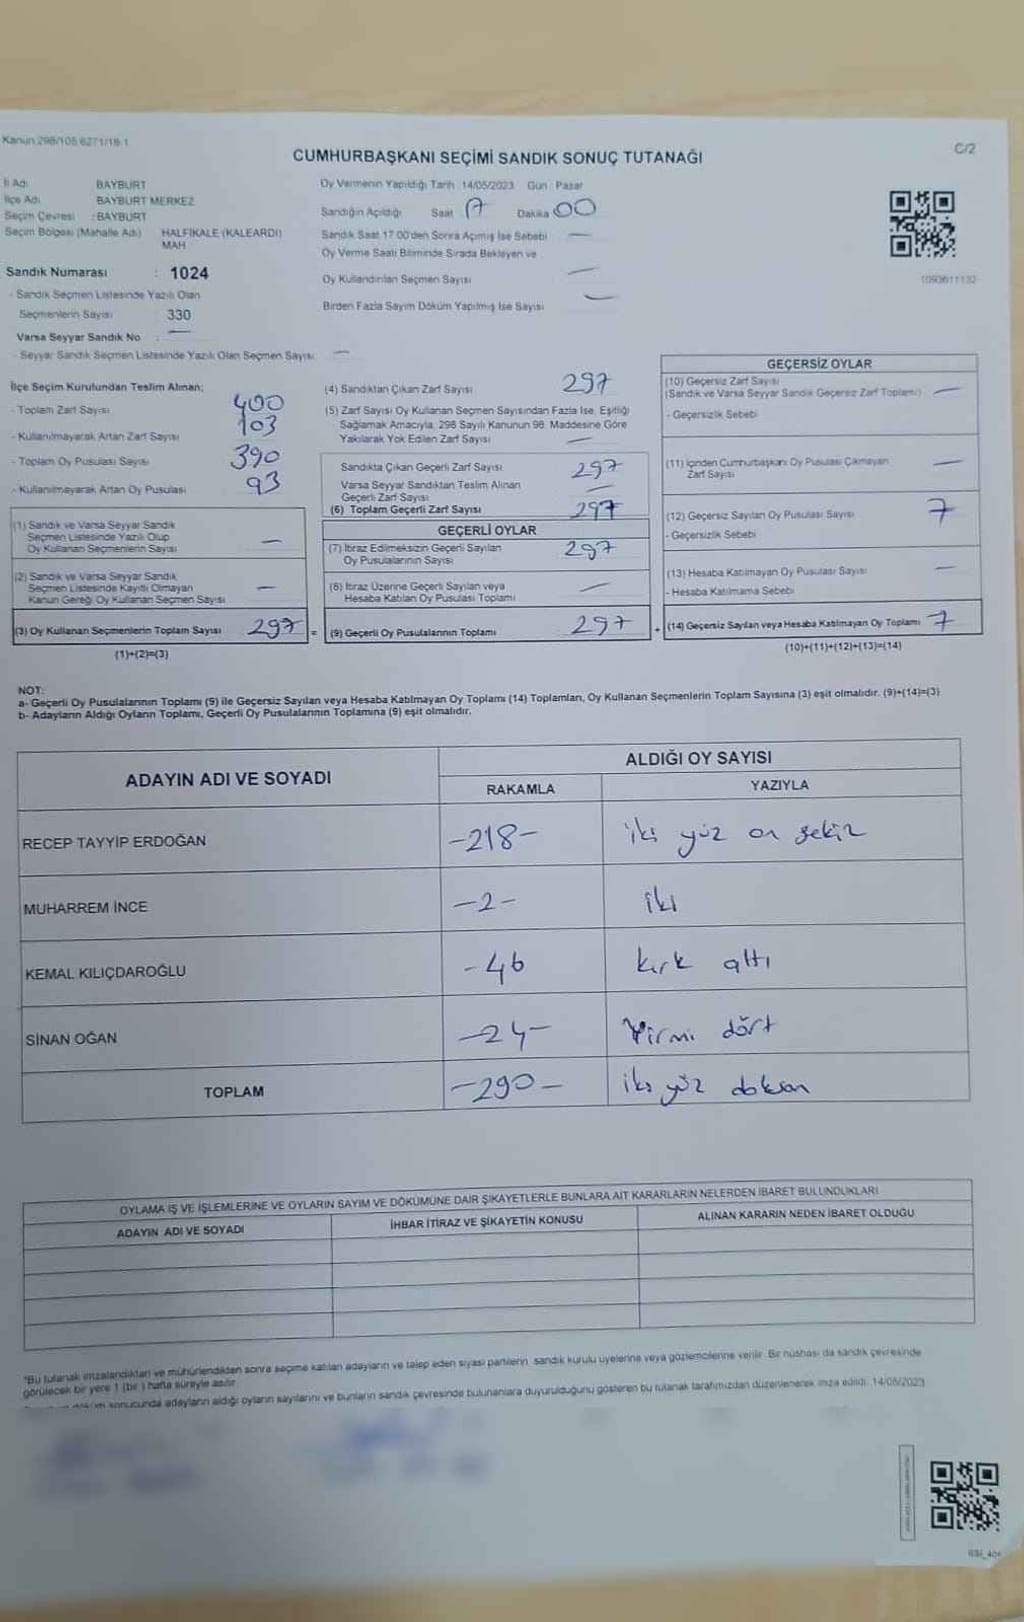 Kanun:298/105,6271/18-1
C/2
CUMHURBAŞKANI SEÇİMİ SANDIK SONUÇ TUTANAĞI
İl Adı BAYBURT
İlçe Adı BAYBURT MERKEZ
Seçim Çevresi : BAYBURT
Seçim Bölgesi (Mahalle Adı) HALFİKALE (KALEARDI) MAH
Sandık Numarası : 1024
- Sandık Seçmen Listesinde Yazılı Olan
Seçmenlerin Sayısı 330
Varsa Seyyar Sandık No : —
- Seyyar Sandık Seçmen Listesinde Yazılı Olan Seçmen Sayısı —
Oy Vermenin Yapıldığı Tarih 14/05/2023 Gün : Pazar
Sandığın Açıldığı Saat 17 Dakika 00
Sandık Saat 17.00'den Sonra Açımış İse Sebebi —
Oy Verme Saati Bitiminde Sırada Bekleyen ve
Oy Kullandırılan Seçmen Sayısı —
Birden Fazla Sayım Döküm Yapılmış İse Sayısı —
1093611132
İlçe Seçim Kurulundan Teslim Alınan;
- Toplam Zarf Sayısı 400
- Kullanılmayarak Artan Zarf Sayısı 103
- Toplam Oy Pusulası Sayısı 390
- Kullanılmayarak Artan Oy Pusulası 93
(1) Sandık ve Varsa Seyyar Sandık
Seçmen Listesinde Yazılı Olup
Oy Kullanan Seçmenlerin Sayısı —
(2) Sandık ve Varsa Seyyar Sandık
Seçmen Listesinde Kayıtlı Olmayan
Kanun Gereği Oy Kullanan Seçmen Sayısı —
(3) Oy Kullanan Seçmenlerin Toplam Sayısı 297 =
(1)+(2)=(3)
(4) Sandıktan Çıkan Zarf Sayısı 297
(5) Zarf Sayısı Oy Kullanan Seçmen Sayısından Fazla İse, Eşitliği
Sağlamak Amacıyla, 298 Sayılı Kanunun 98. Maddesine Göre
Yakılarak Yok Edilen Zarf Sayısı —
Sandıkta Çıkan Geçerli Zarf Sayısı 297
Varsa Seyyar Sandıktan Teslim Alınan
Geçerli Zarf Sayısı —
(6) Toplam Geçerli Zarf Sayısı 297
GEÇERLİ OYLAR
(7) İtiraz Edilmeksizin Geçerli Sayılan
Oy Pusulalarının Sayısı 297
(8) İtiraz Üzerine Geçerli Sayılan veya
Hesaba Katılan Oy Pusulası Toplamı —
(9) Geçerli Oy Pusulalarının Toplamı 297 +
GEÇERSİZ OYLAR
(10) Geçersiz Zarf Sayısı
(Sandık ve Varsa Seyyar Sandık Geçersiz Zarf Toplamı) —
- Geçersizlik Sebebi
(11) İçinden Cumhurbaşkanı Oy Pusulası Çıkmayan
Zarf Sayısı —
(12) Geçersiz Sayılan Oy Pusulası Sayısı 7
- Geçersizlik Sebebi
(13) Hesaba Katılmayan Oy Pusulası Sayısı —
- Hesaba Katılmama Sebebi
(14) Geçersiz Sayılan veya Hesaba Katılmayan Oy Toplamı 7
(10)+(11)+(12)+(13)=(14)
NOT:
a- Geçerli Oy Pusulalarının Toplamı (9) ile Geçersiz Sayılan veya Hesaba Katılmayan Oy Toplamı (14) Toplamları, Oy Kullanan Seçmenlerin Toplam Sayısına (3) eşit olmalıdır. (9)+(14)=(3)
b- Adayların Aldığı Oyların Toplamı, Geçerli Oy Pusulalarının Toplamına (9) eşit olmalıdır.
ADAYIN ADI VE SOYADI
ALDIĞI OY SAYISI
RAKAMLA YAZIYLA
RECEP TAYYİP ERDOĞAN -218- iki yüz on sekiz
MUHARREM İNCE -2- iki
KEMAL KILIÇDAROĞLU -46 kırk altı
SİNAN OĞAN -24- Yirmi dört
TOPLAM -290- iki yüz doksan
OYLAMA İŞ VE İŞLEMLERİNE VE OYLARIN SAYIM VE DÖKÜMÜNE DAİR ŞİKAYETLERLE BUNLARA AİT KARARLARIN NELERDEN İBARET BULUNDUKLARI
ADAYIN ADI VE SOYADI İHBAR İTİRAZ VE ŞİKAYETİN KONUSU ALINAN KARARIN NEDEN İBARET OLDUĞU
"Bu tutanak imzalandıktan ve mühürlendikten sonra seçime katılan adayların ve talep eden siyasi partilerin, sandık kurulu üyelerine veya gözlemcilerine verilir. Bir nüshası da sandık çevresinde
görülecek bir yere 1 (bir ) hafta süreyle asılır.
döküm sonucunda adayların aldığı oyların sayılarını ve bunların sandık çevresinde bulunanlara duyurulduğunu gösteren bu tutanak tarafımızdan düzenlenerek imza edildi. 14/05/2023